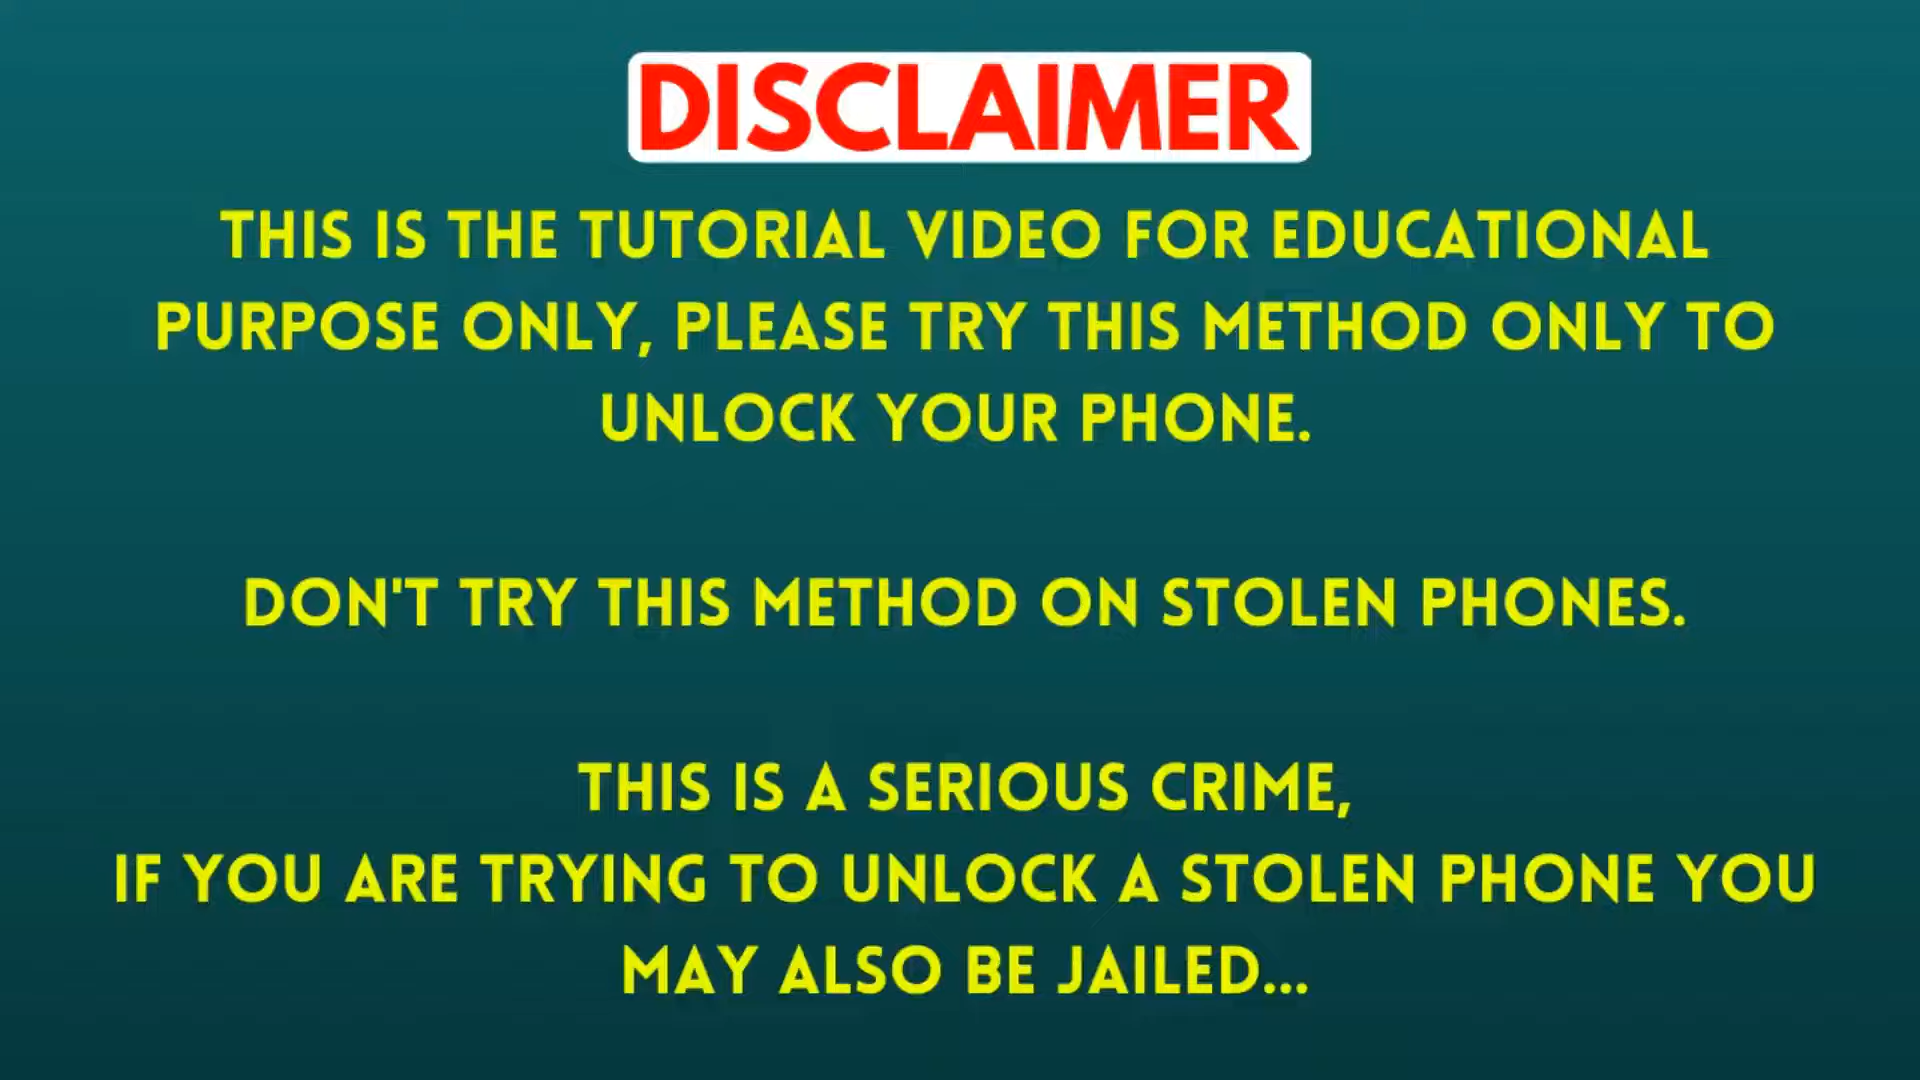 DISCLAIMER
THIS IS THE TUTORIAL VIDEO FOR EDUCATIONAL
PURPOSE ONLY, PLEASE TRY THIS METHOD ONLY TO
UNLOCK YOUR PHONE.
DON'T TRY THIS METHOD ON STOLEN PHONES.
THIS IS A SERIOUS CRIME,
IF YOU ARE TRYING TO UNLOCK A STOLEN PHONE YOU
MAY ALSO BE JAILED...